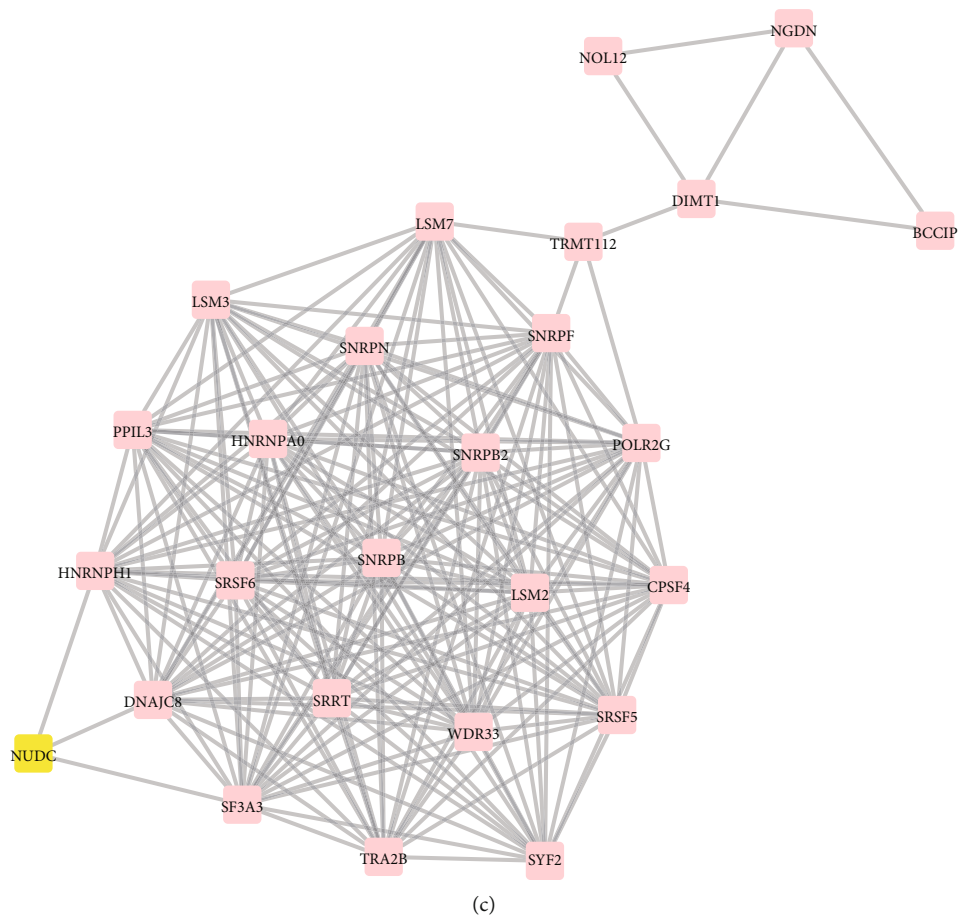 NGDN
NOL12
DIMT1
BCCIP
LSM7
TRMT112
LSM3
SNRPN
SNRPF
PPIL3
HNRNPA0
SNRPB2
POLR2G
SNRPB
HNRNPH1
SRSF6
LSM2
CPSF4
DNAJC8
SRRT
SRSF5
WDR33
NUDC
SF3A3
TRA2B
SYF2
(c)